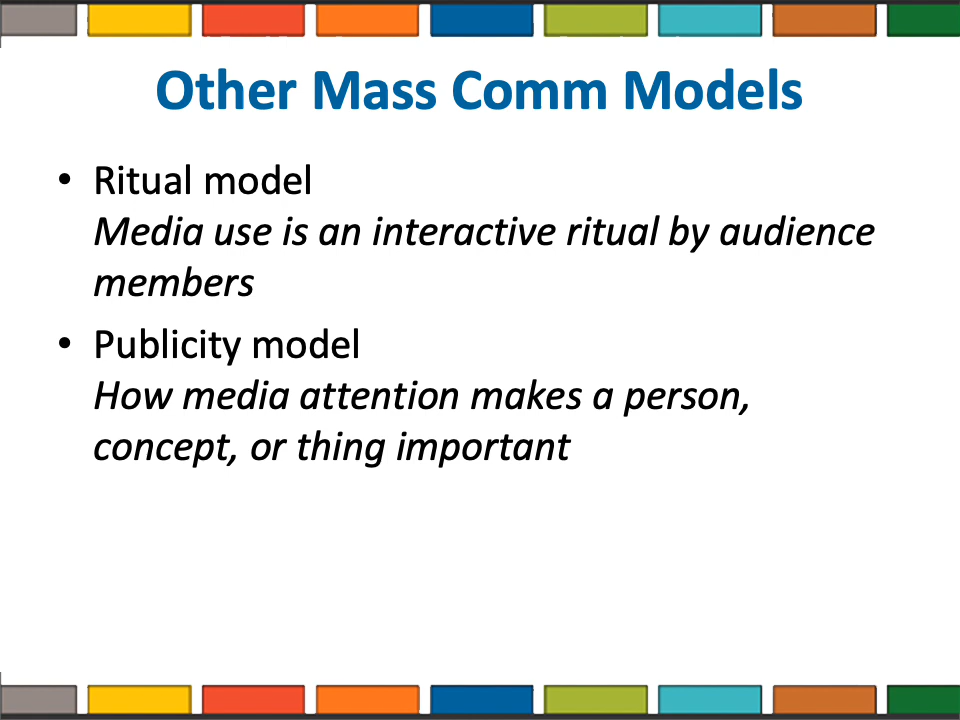 Other Mass Comm Models
• Ritual model
Media use is an interactive ritual by audience
members
• Publicity model
How media attention makes a person,
concept, or thing important